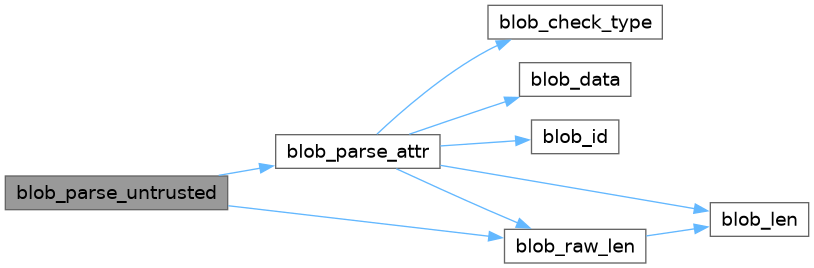 blob_check_type
blob_data
blob_id
blob_parse_attr
blob_parse_untrusted
blob_len
blob_raw_len